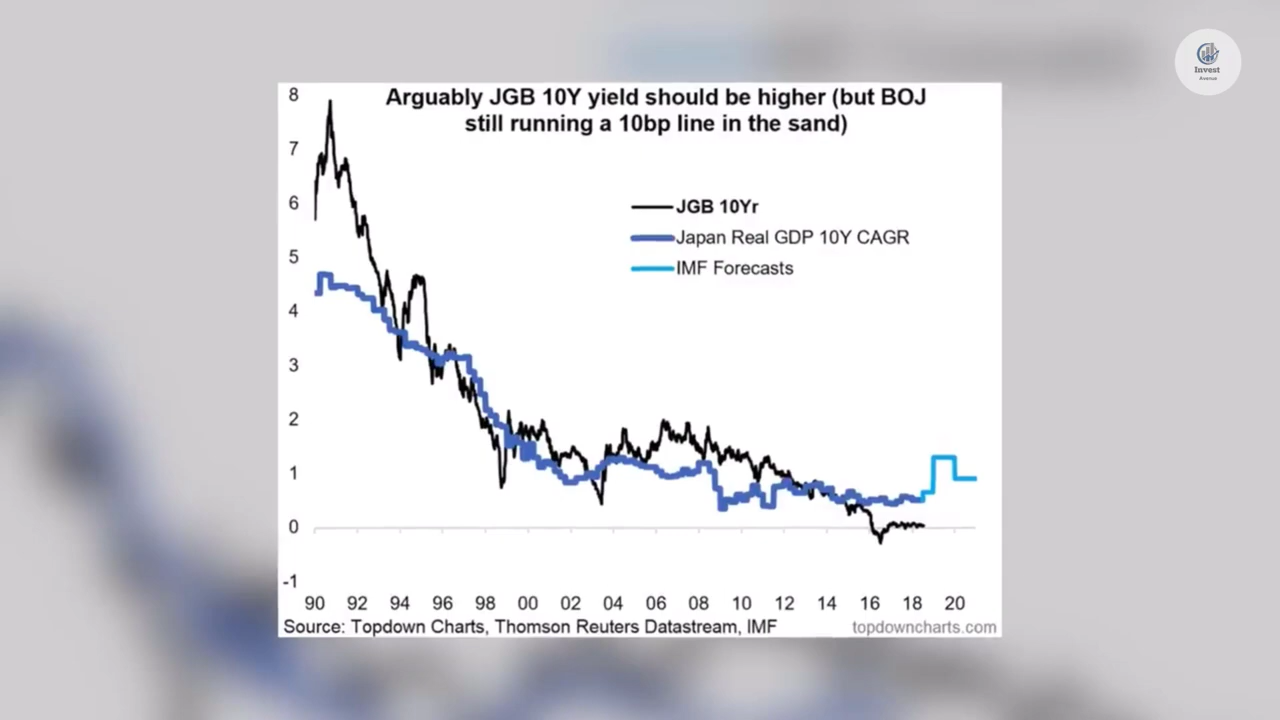 Invest
Avenue
Arguably JGB 10Y yield should be higher (but BOJ
still running a 10bp line in the sand)
JGB 10Yr
Japan Real GDP 10Y CAGR
IMF Forecasts
8
7
6
5
4
3
2
1
0
-1
90 92 94 96 98 00 02 04 06 08 10 12 14 16 18 20
Source: Topdown Charts, Thomson Reuters Datastream, IMF topdowncharts.com